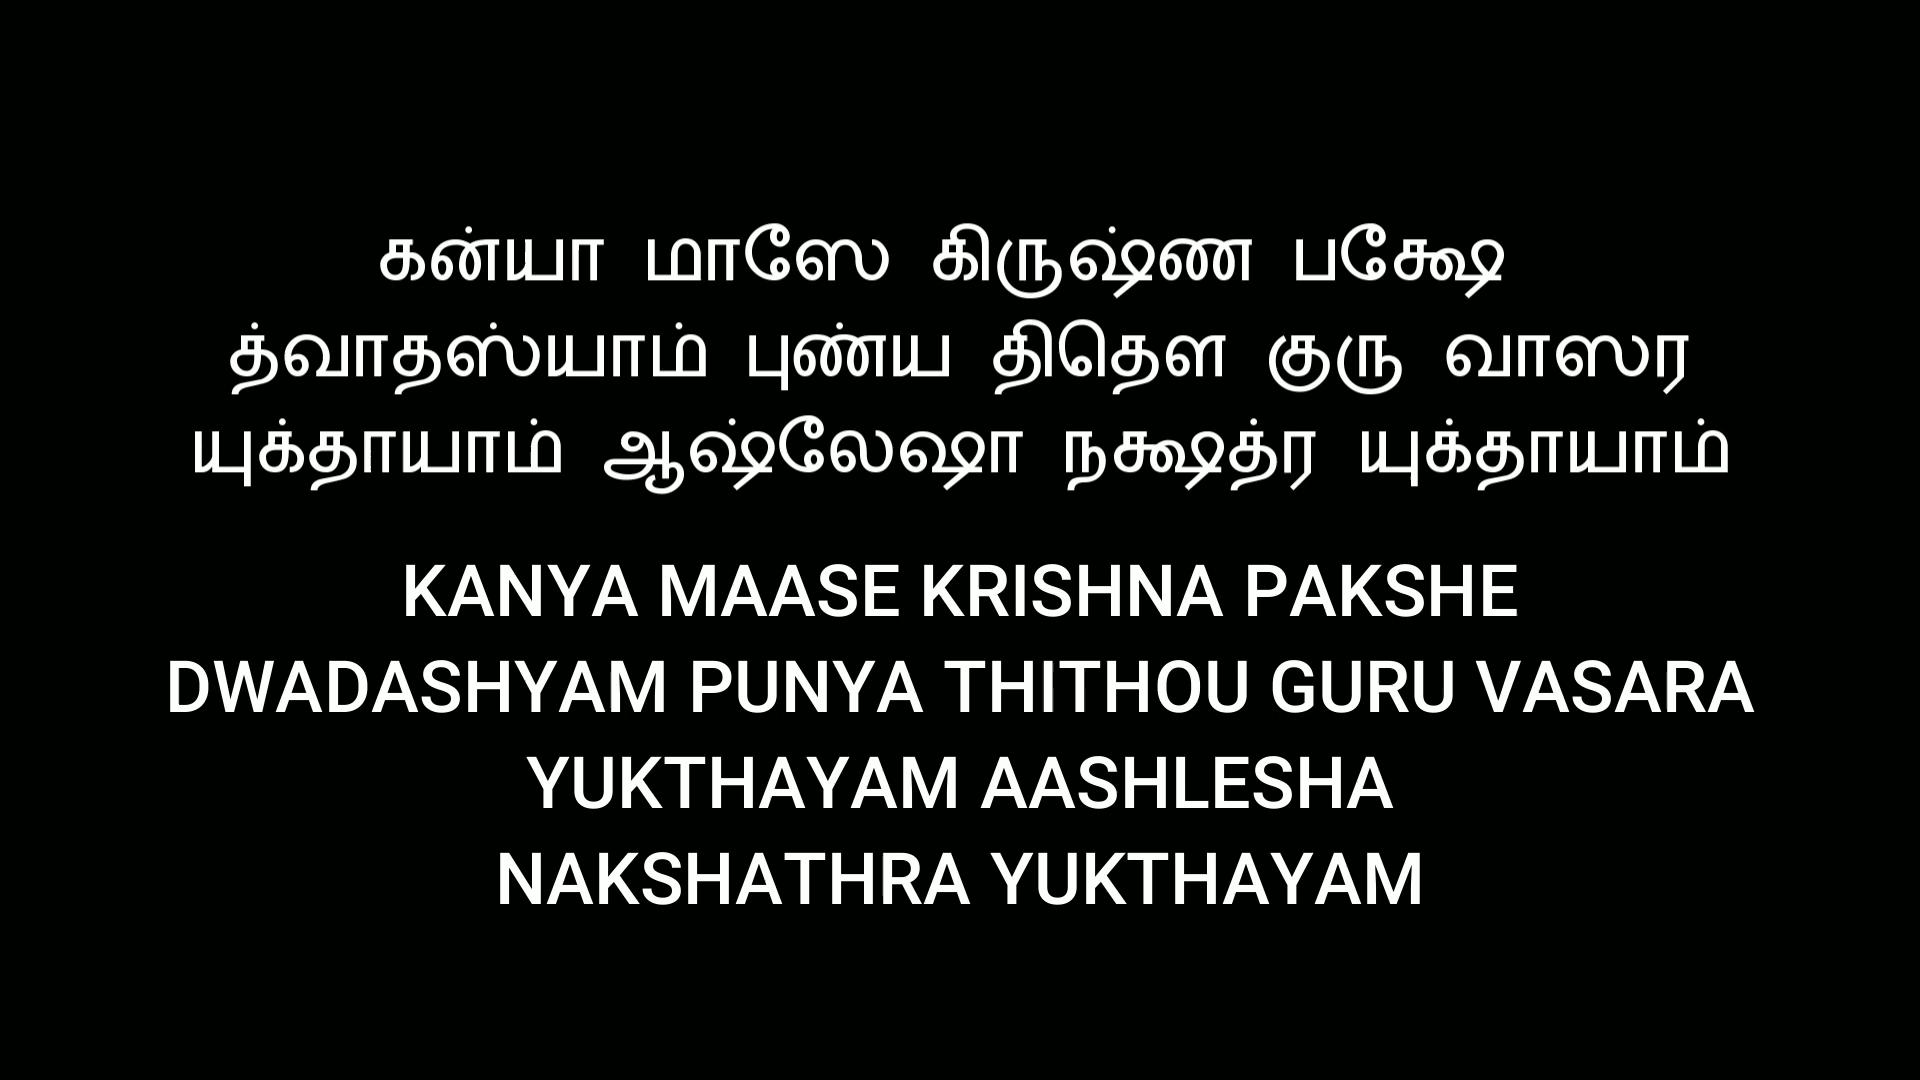 கன்யா மாஸே கிருஷ்ண பக்ஷே
த்வாதஸ்யாம் புண்ய திதௌ குரு வாஸர
யுக்தாயாம் ஆஷ்லேஷா நக்ஷத்ர யுக்தாயாம்
KANYA MAASE KRISHNA PAKSHE
DWADASHYAM PUNYA THITHOU GURU VASARA
YUKTHAYAM AASHLESHA
NAKSHATHRA YUKTHAYAM